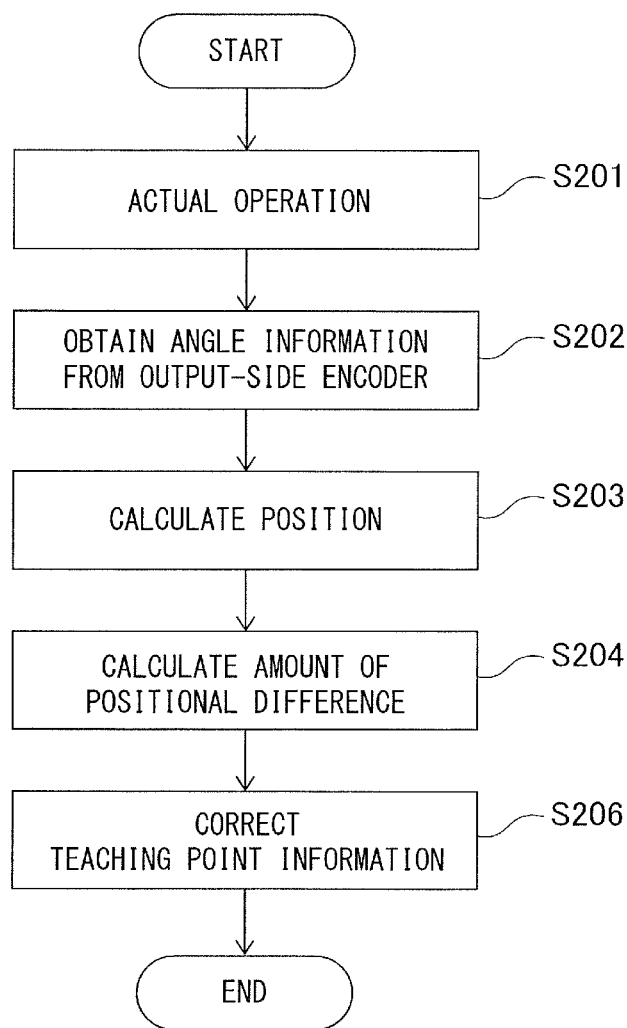 START
ACTUAL OPERATION
S201
OBTAIN ANGLE INFORMATION
FROM OUTPUT-SIDE ENCODER
S202
CALCULATE POSITION
S203
CALCULATE AMOUNT OF
POSITIONAL DIFFERENCE
S204
CORRECT
TEACHING POINT INFORMATION
S206
END